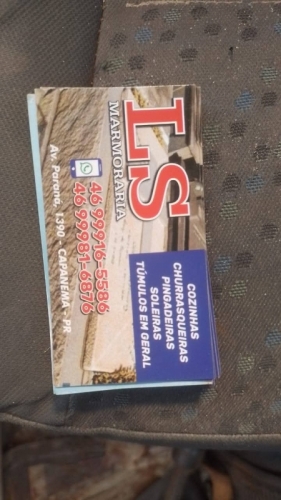 LS
MARMORARIA
46 99916-5586
46 99981-6876
Av. Parana, 1390 - CAPANEMA - PR
COZINHAS
CHURRASQUEIRAS
PINGADEIRAS
SOLEIRAS
TÚMULOS EM GERAL